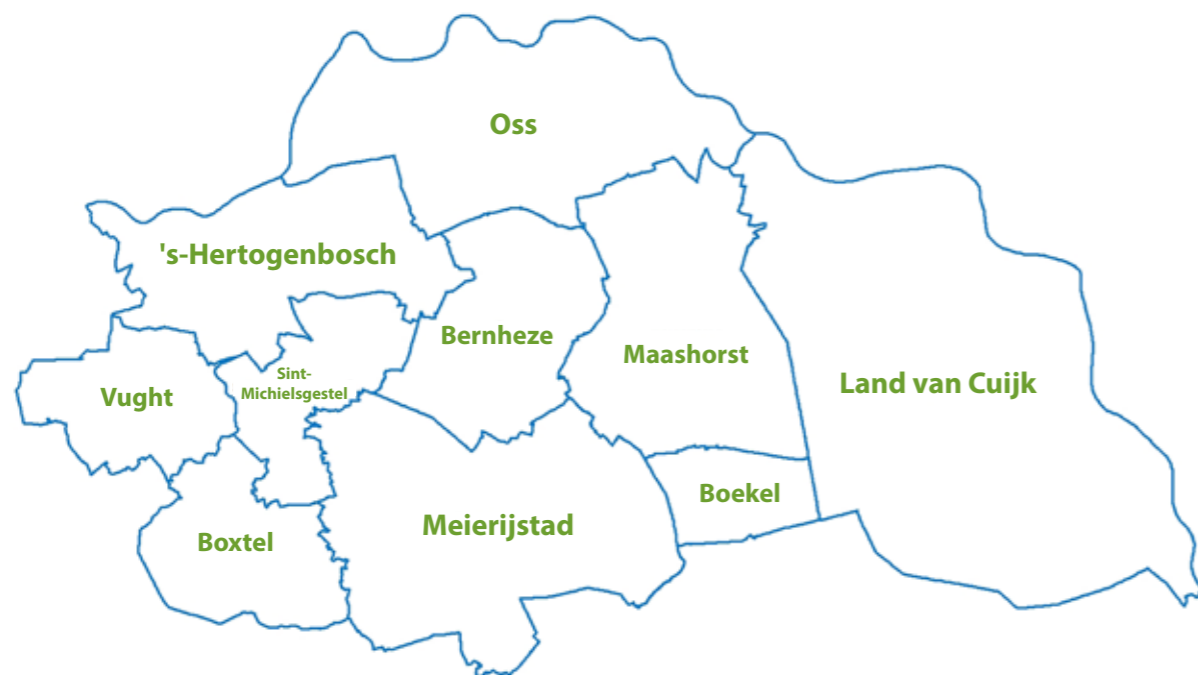 Oss
's-Hertogenbosch
Bernheze
Maashorst
Sint-
Michielsgestel
Land van Cuijk
Vught
Boekel
Meierijstad
Boxtel